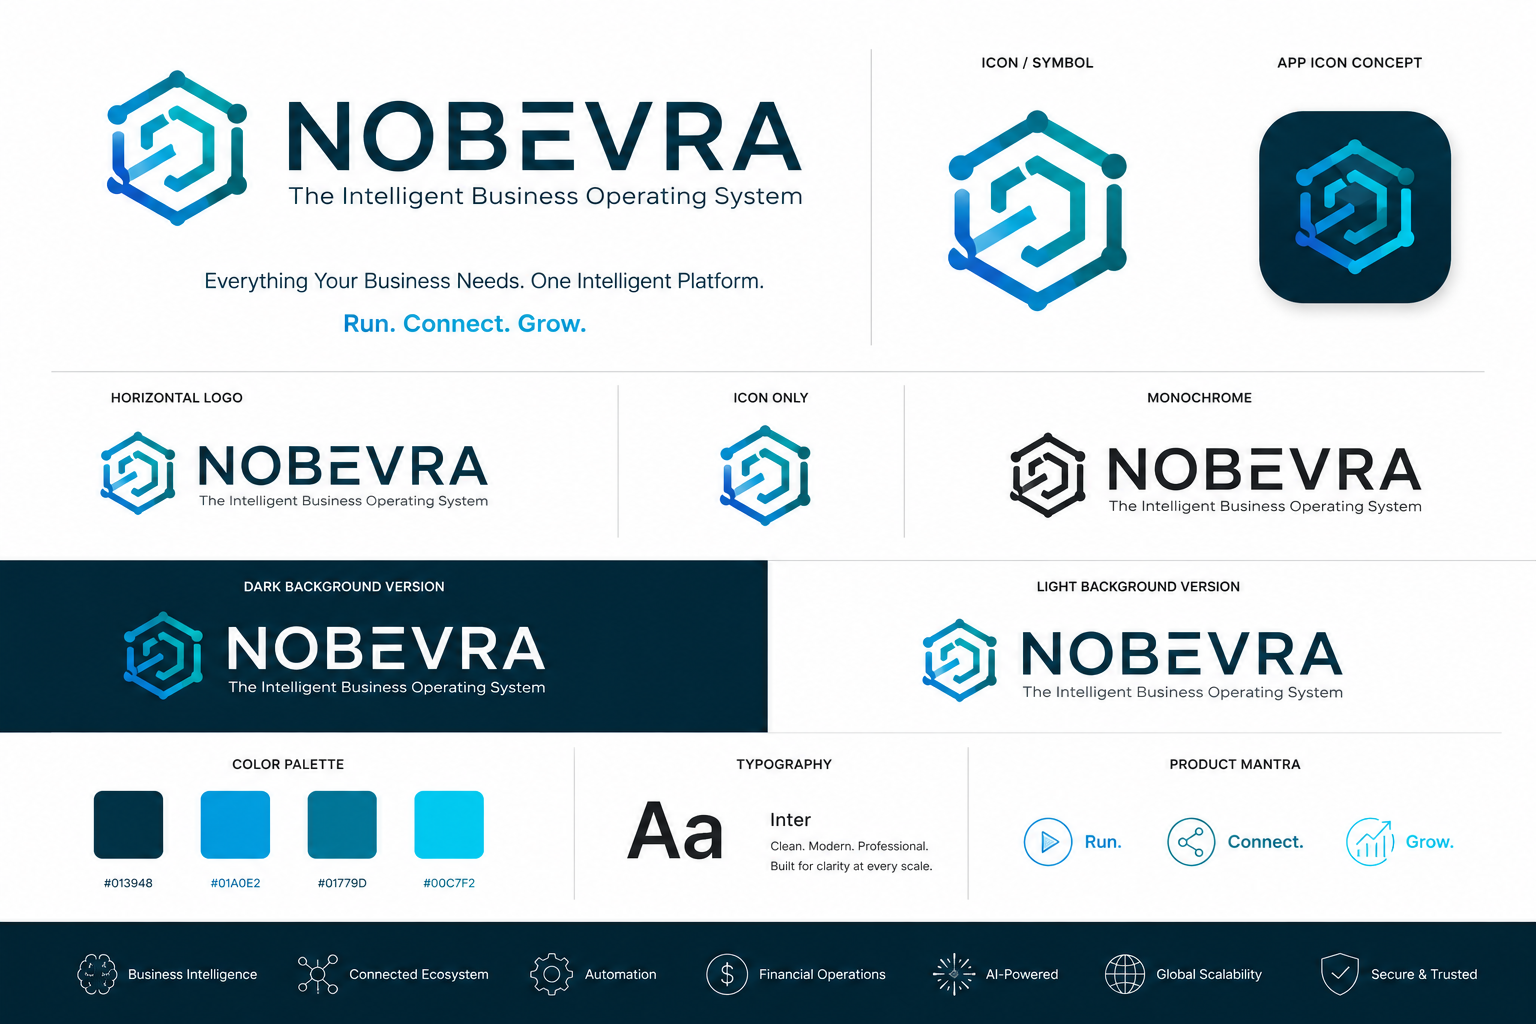 NOBEVRA
The Intelligent Business Operating System
Everything Your Business Needs. One Intelligent Platform.
Run. Connect. Grow.
ICON / SYMBOL
APP ICON CONCEPT
HORIZONTAL LOGO
NOBEVRA
The Intelligent Business Operating System
ICON ONLY
MONOCHROME
NOBEVRA
The Intelligent Business Operating System
DARK BACKGROUND VERSION
NOBEVRA
The Intelligent Business Operating System
LIGHT BACKGROUND VERSION
NOBEVRA
The Intelligent Business Operating System
COLOR PALETTE
#013948
#01A0E2
#01779D
#00C7F2
TYPOGRAPHY
Aa
Inter
Clean. Modern. Professional.
Built for clarity at every scale.
PRODUCT MANTRA
Run.
Connect.
Grow.
Business Intelligence
Connected Ecosystem
Automation
$
Financial Operations
AI-Powered
Global Scalability
Secure & Trusted